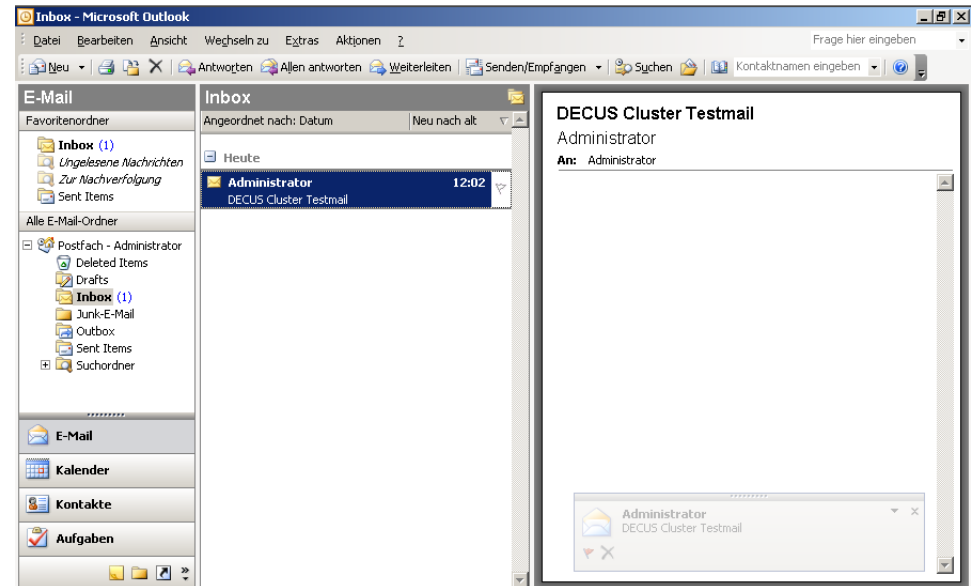 Inbox - Microsoft Outlook
Datei Bearbeiten Ansicht Wechseln zu Extras Aktionen ? Frage hier eingeben
Neu Antworten Allen antworten Weiterleiten Senden/Empfangen Suchen Kontaktnamen eingeben
E-Mail
Favoritenordner
Inbox (1)
Ungelesene Nachrichten
Zur Nachverfolgung
Sent Items
Alle E-Mail-Ordner
Postfach - Administrator
Deleted Items
Drafts
Inbox (1)
Junk-E-Mail
Outbox
Sent Items
Suchordner
E-Mail
Kalender
Kontakte
Aufgaben
Inbox
Angeordnet nach: Datum Neu nach alt
Heute
Administrator 12:02
DECUS Cluster Testmail
DECUS Cluster Testmail
Administrator
An: Administrator
Administrator
DECUS Cluster Testmail